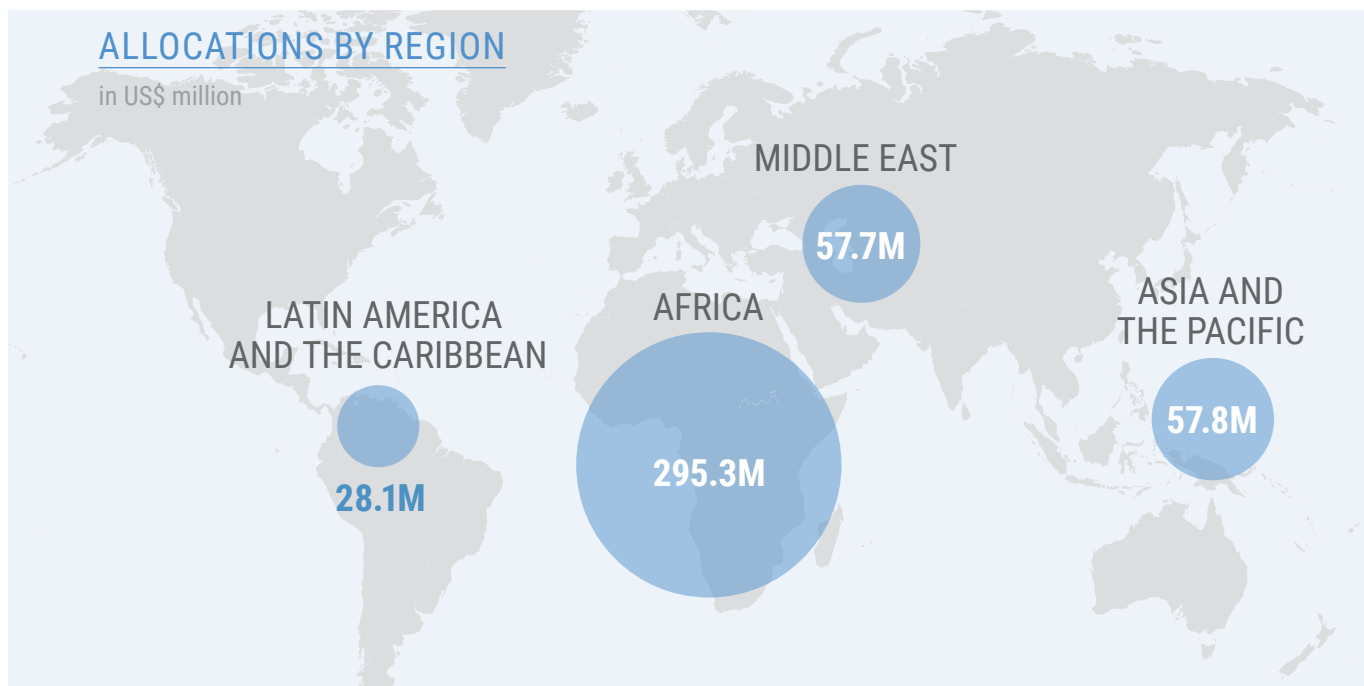 ALLOCATIONS BY REGION
in US$ million
MIDDLE EAST
57.7M
ASIA AND
THE PACIFIC
57.8M
AFRICA
295.3M
LATIN AMERICA
AND THE CARIBBEAN
28.1M